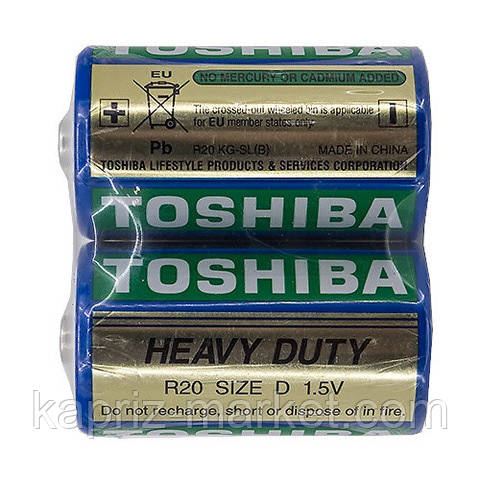 TOSHIBA
EU
NO MERCURY OR CADMIUM ADDED
The crossed-out wheeled bin is applicable
for EU member states only.
Pb R20 KG-SL(B) MADE IN CHINA
TOSHIBA LIFESTYLE PRODUCTS & SERVICES CORPORATION
TOSHIBA
TOSHIBA
HEAVY DUTY
R20 SIZE D 1.5V
Do not recharge, short or dispose of in fire.
kapriz-market.com.ua
TOSHIBA